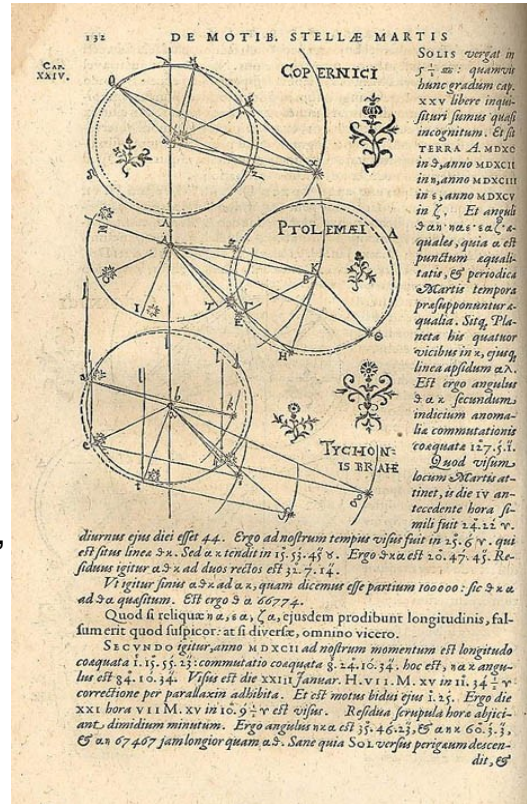 132 DE MOTIB. STELLÆ MARTIS
CAP.
XXIV.
COPERNICI
PTOLEMÆI
TYCHON-
IS BRAHE
SOLIS vergat in
5 ½ ♏: quamvis
hunc gradum cap.
XXV libere inqui-
situri sumus quasi
incognitum. Et sit
TERRA A. MDXC
in θ, anno MDXCII
in η, anno MDXCIII
in ε, anno MDXCV
in ζ. Et anguli
θαη. ηαε. εαζ. æ-
quales, quia α est
punctum æquali-
tatis, & periodica
Martis tempora
præsupponuntur æ-
qualia. Sitq́ Pla-
neta his quatuor
vicibus in κ, ejusq́
linea apsidum αλ.
Est ergo angulus
θακ secundum
indicium anoma-
liæ commutationis
coæquatæ 127.5.1.
Quod visum
locum Martis at-
tinet, is die IV an-
tecedente hora si-
mili fuit 24.22 ♈.
diurnus ejus diei esset 44. Ergo ad nostrum tempus visus fuit in 25.6 ♈. qui
est situs lineæ θκ. Sed ακ tendit in 15.53.45 ♉. Ergo θκα est 20.47.45. Re-
siduus igitur αθκ ad duos rectos est 32.7.14.
Vt igitur sinus αθκ ad ακ, quam dicemus esse partium 100000: sic θκα
ad θα quæsitum. Est ergo θα 66774.
Quod si reliquæ ηα, εα, ζα, ejusdem prodibunt longitudinis, fal-
sum erit quod suspicor: at si diversæ, omnino vicero.
SECVNDO igitur, anno MDXCII ad nostrum momentum est longitudo
coæquata 1.15.55.23: commutatio coæquata 8.24.10.34. hoc est, ηακ angu-
lus est 84.10.34. Visus est die XXIII Januar. H. VII. M. XV in 11.34 ½ ♈
correctione per parallaxin adhibita. Et est motus bidui ejus 1.25. Ergo die
XXI hora VII M. XV in 10.9 ½ ♈ est visus. Residua scrupula horæ abjici-
ant, dimidium minutum. Ergo angulus ηκα est 35.46.23, & αηκ 60.3.3,
& αη 67467 jam longior quam αθ. Sane quia SOL versus perigæum descen-
dit, &